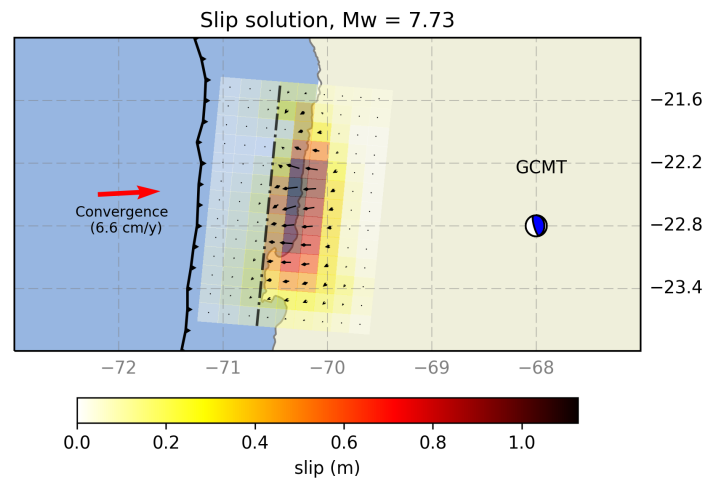 Slip solution, Mw = 7.73
−21.6
GCMT
−22.2
Convergence
(6.6 cm/y)
−22.8
−23.4
−72 −71 −70 −69 −68
0.0 0.2 0.4 0.6 0.8 1.0
slip (m)